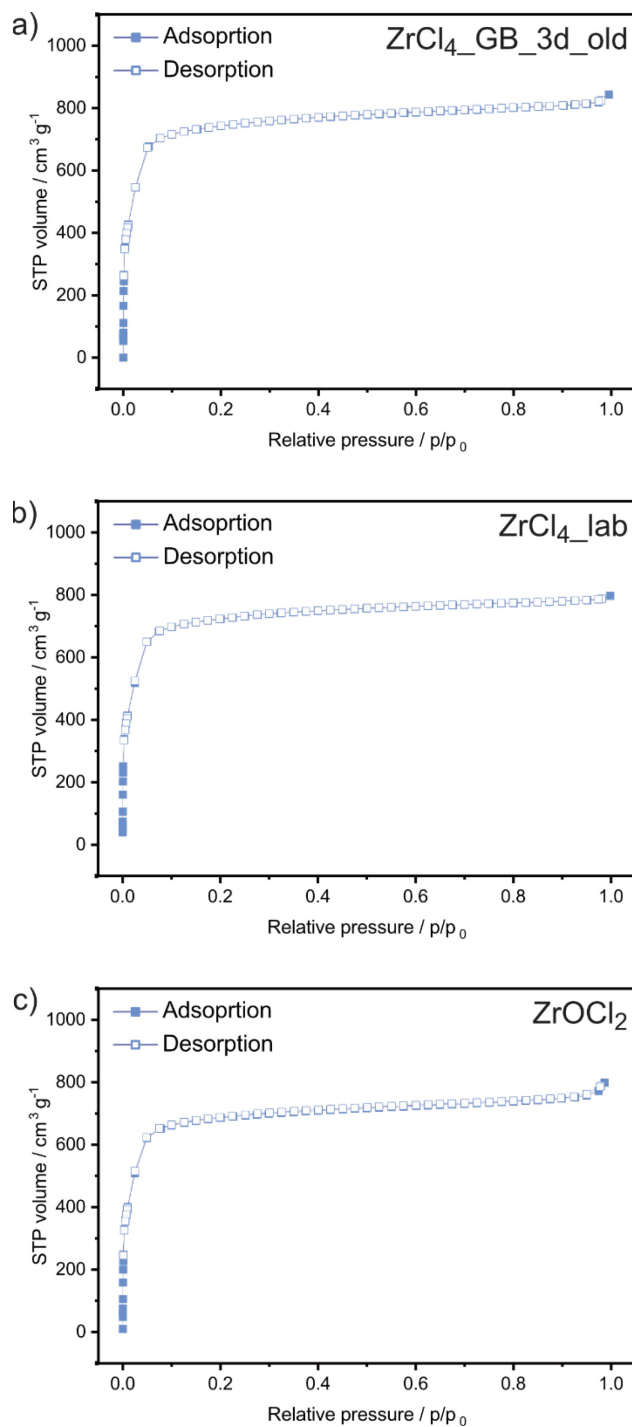 a)
Adsoprtion
Desorption
ZrCl₄_GB_3d_old
1000
800
600
400
200
0
STP volume / cm³ g⁻¹
0.0 0.2 0.4 0.6 0.8 1.0
Relative pressure / p/p₀
b)
Adsoprtion
Desorption
ZrCl₄_lab
1000
800
600
400
200
0
STP volume / cm³ g⁻¹
0.0 0.2 0.4 0.6 0.8 1.0
Relative pressure / p/p₀
c)
Adsoprtion
Desorption
ZrOCl₂
1000
800
600
400
200
0
STP volume / cm³ g⁻¹
0.0 0.2 0.4 0.6 0.8 1.0
Relative pressure / p/p₀